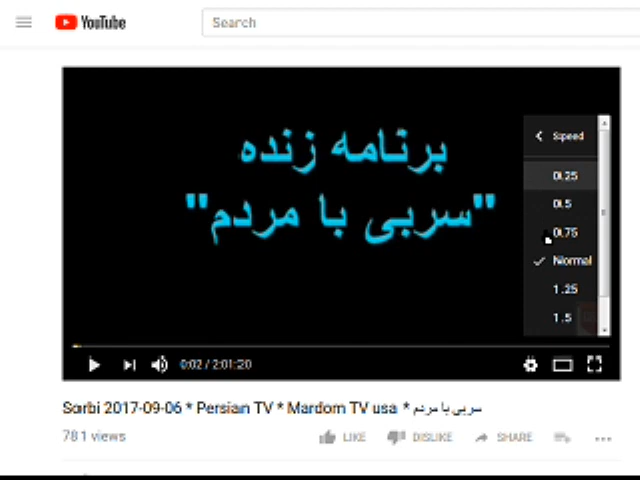 YouTube
Search
برنامه زنده
"سربی با مردم"
Speed
0.25
0.5
0.75
Normal
1.25
1.5
0:02 / 2:01:20
Sorbi 2017-09-06 * Persian TV * Mardom TV usa * سربی با مردم
781 views
LIKE
DISLIKE
SHARE